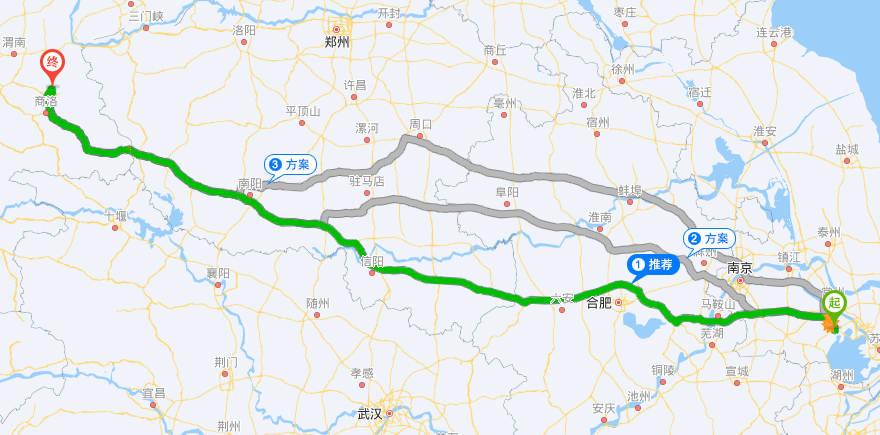 三门峡
洛阳
开封
郑州
枣庄
连云港
渭南
商丘
徐州
终
商洛
许昌
亳州
淮北
宿迁
平顶山
漯河
周口
宿州
淮安
盐城
3 方案
南阳
驻马店
阜阳
蚌埠
十堰
淮南
2 方案
泰州
信阳
1 推荐
滁州
南京
镇江
襄阳
随州
六安
合肥
马鞍山
常州
起
芜湖
苏
荆门
孝感
铜陵
宣城
湖州
宜昌
武汉
池州
安庆
荆州